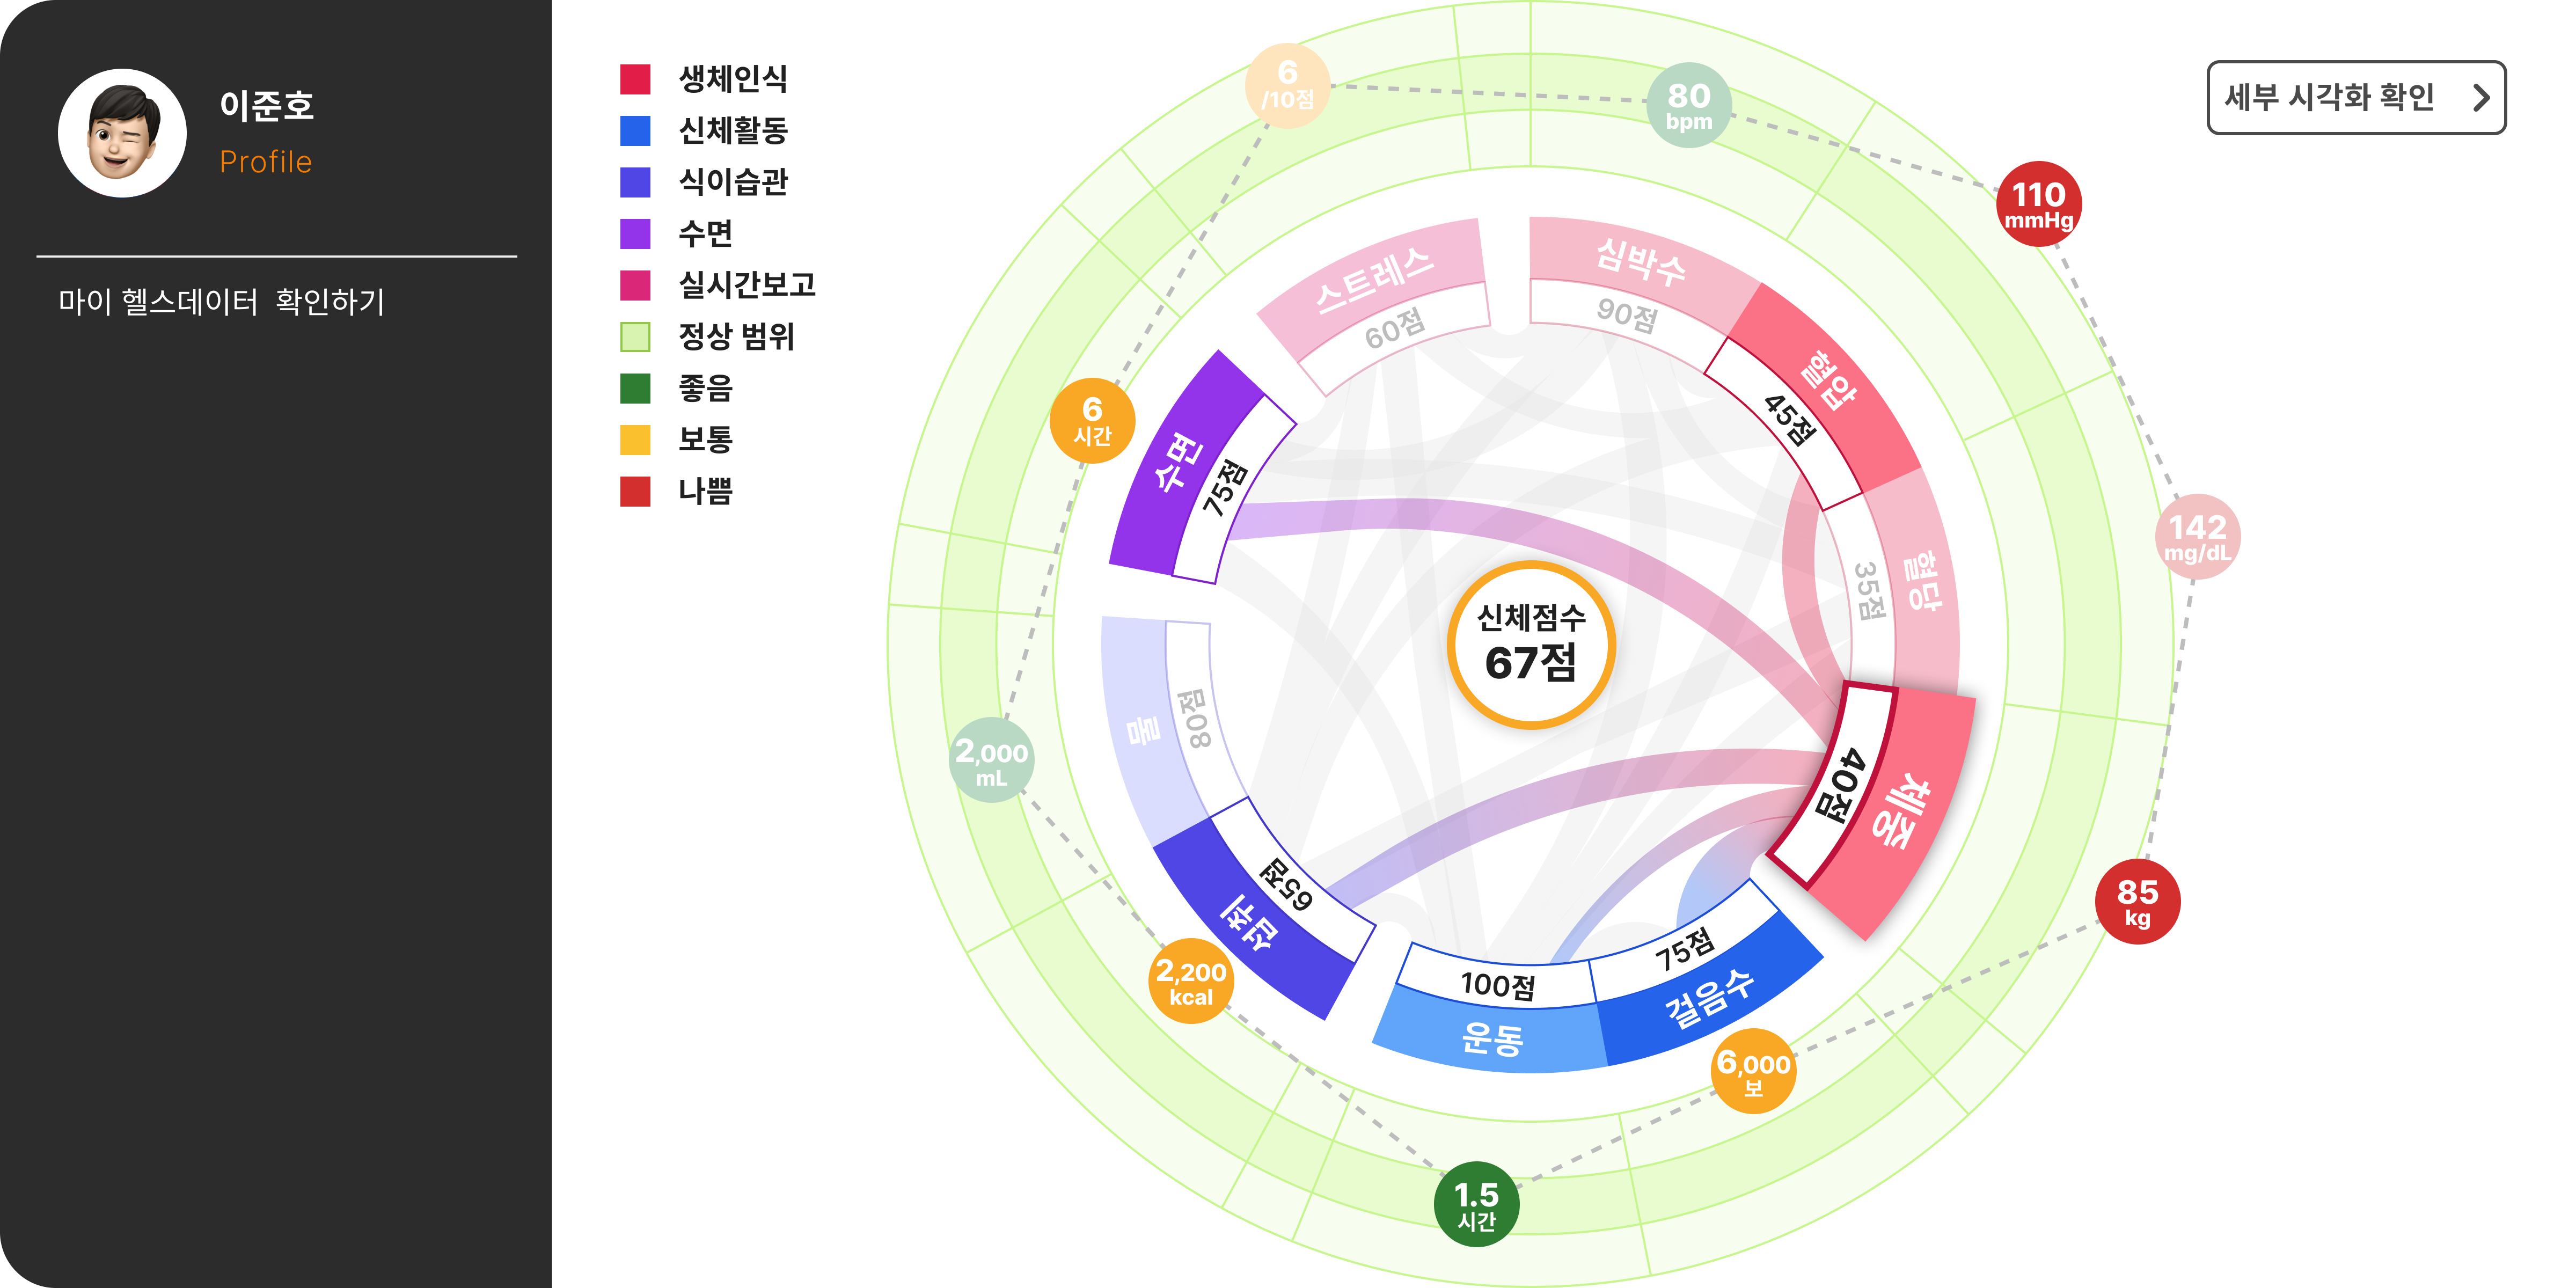 이준호
Profile
마이 헬스데이터 확인하기
생체인식
신체활동
식이습관
수면
실시간보고
정상 범위
좋음
보통
나쁨
세부 시각화 확인
신체점수
67점
심박수
90점
80
bpm
혈압
45점
110
mmHg
혈당
35점
142
mg/dL
체중
40점
85
kg
걸음수
75점
6,000
보
운동
100점
1.5
시간
섭취
65점
2,200
kcal
물
80점
2,000
mL
수면
75점
6
시간
스트레스
60점
6
/10점